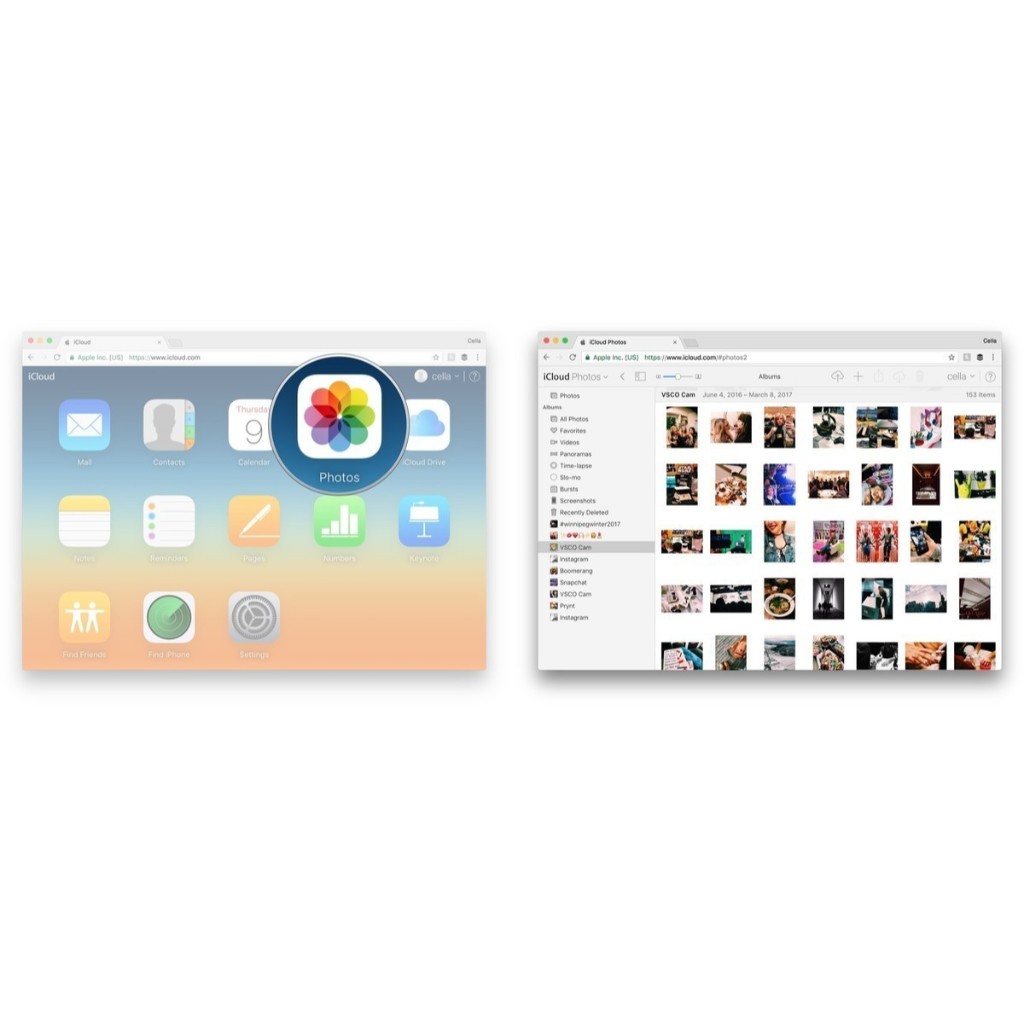 iCloud
Cella
Apple Inc. [US] https://www.icloud.com
iCloud
cella
Thursday
9
Mail
Contacts
Calendar
Photos
iCloud Drive
Notes
Reminders
Pages
Numbers
Keynote
Find Friends
Find iPhone
Settings
iCloud Photos
Cella
Apple Inc. [US] https://www.icloud.com/#photos2
iCloud Photos
Albums
cella
Photos
VSCO Cam June 4, 2016 – March 8, 2017
153 items
Albums
All Photos
Favorites
Videos
Panoramas
Time-lapse
Slo-mo
Bursts
Screenshots
Recently Deleted
#winnipegwinter2017
VSCO Cam
Instagram
Boomerang
Snapchat
VSCO Cam
Prynt
Instagram